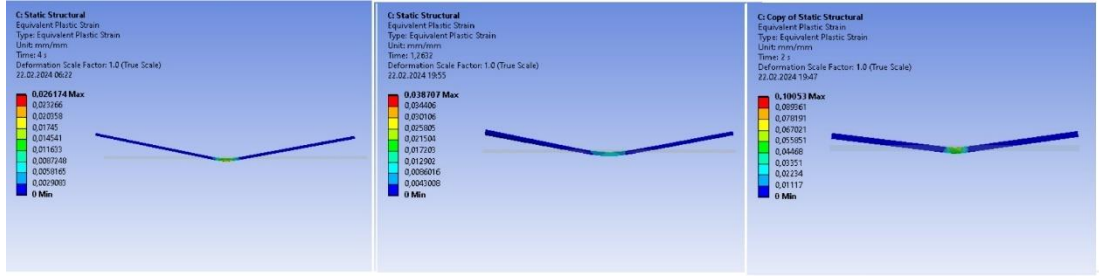 C: Static Structural
Equivalent Plastic Strain
Type: Equivalent Plastic Strain
Unit: mm/mm
Time: 4 s
Deformation Scale Factor: 1.0 (True Scale)
22.02.2024 06:22
0,026174 Max
0,023266
0,020358
0,01745
0,014541
0,011633
0,0087248
0,0058165
0,0029083
0 Min
C: Static Structural
Equivalent Plastic Strain
Type: Equivalent Plastic Strain
Unit: mm/mm
Time: 1,2632
Deformation Scale Factor: 1.0 (True Scale)
22.02.2024 19:55
0,038707 Max
0,034406
0,030106
0,025805
0,021504
0,017203
0,012902
0,0086016
0,0043008
0 Min
C: Copy of Static Structural
Equivalent Plastic Strain
Type: Equivalent Plastic Strain
Unit: mm/mm
Time: 2 s
Deformation Scale Factor: 1.0 (True Scale)
22.02.2024 19:47
0,10053 Max
0,089361
0,078191
0,067021
0,055851
0,04468
0,03351
0,02234
0,01117
0 Min